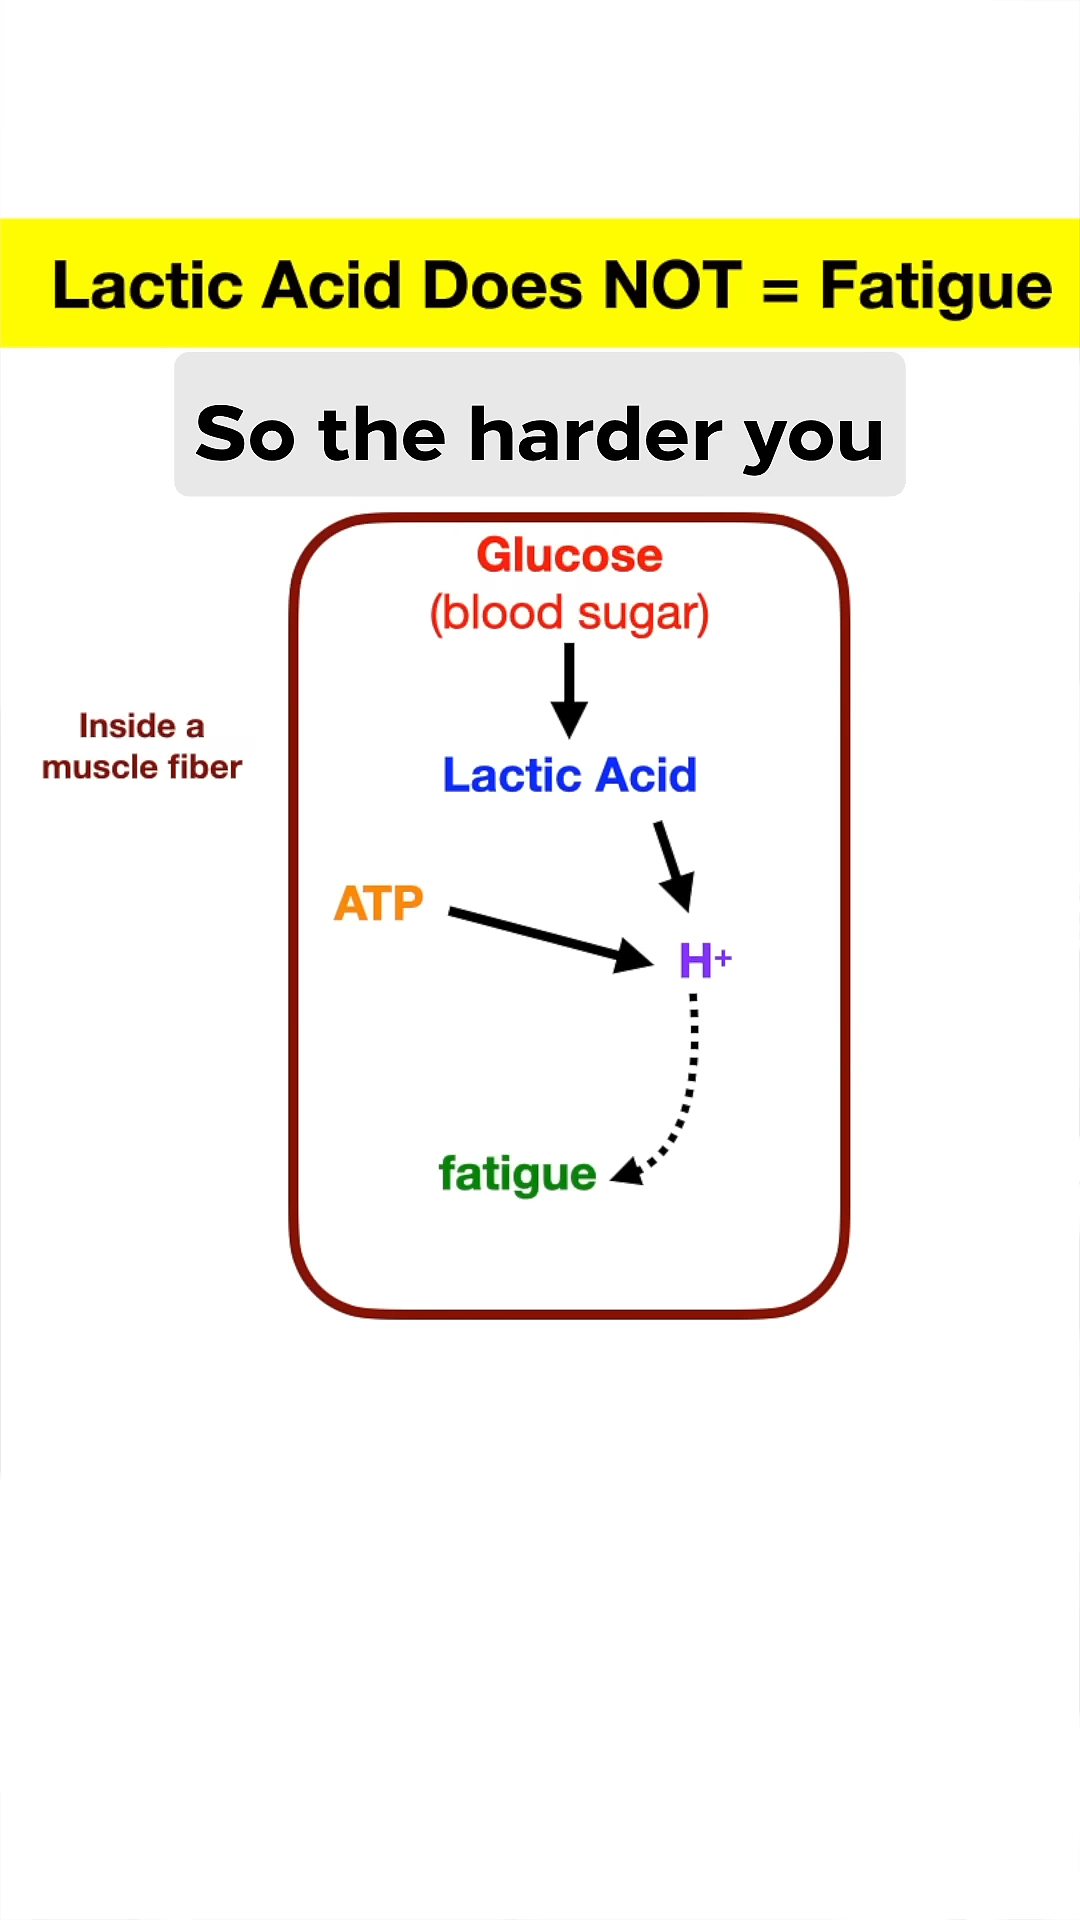 Lactic Acid Does NOT = Fatigue
So the harder you
Glucose
(blood sugar)
Inside a
muscle fiber
Lactic Acid
ATP
H+
fatigue